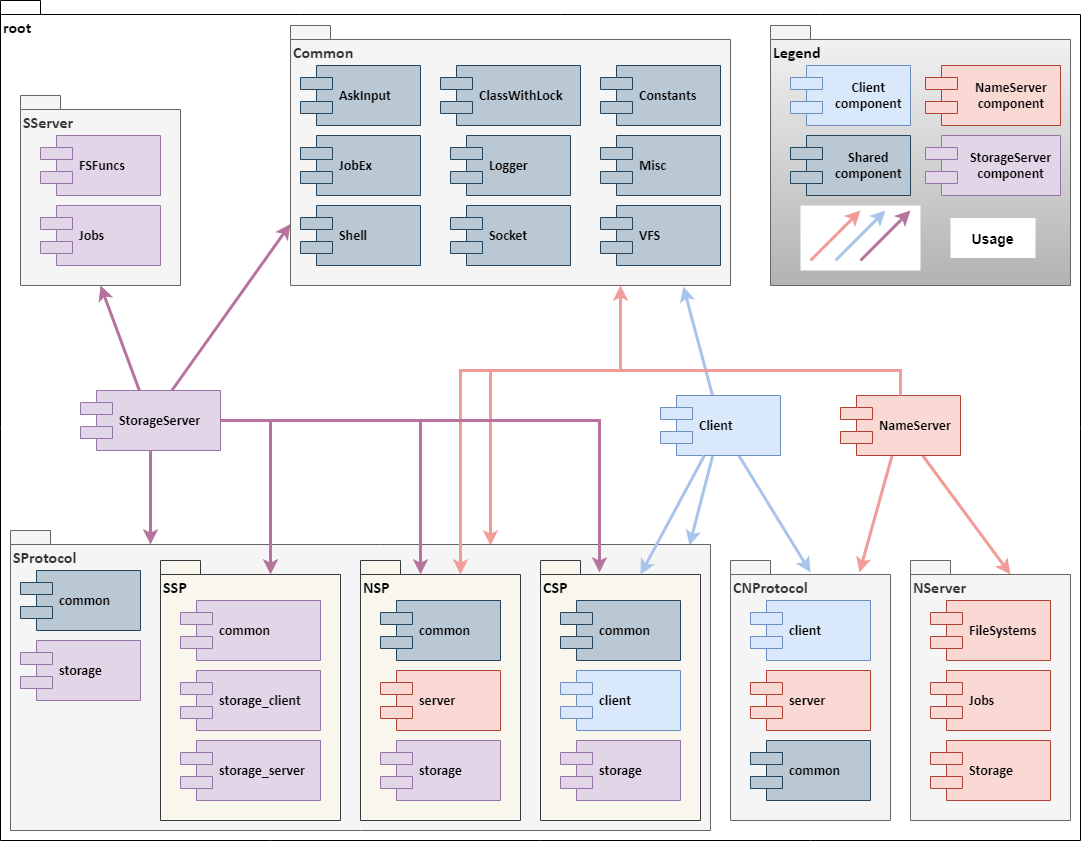 root
Common
AskInput
ClassWithLock
Constants
JobEx
Logger
Misc
Shell
Socket
VFS
Legend
Client
component
NameServer
component
Shared
component
StorageServer
component
Usage
SServer
FSFuncs
Jobs
StorageServer
Client
NameServer
SProtocol
common
storage
SSP
common
storage_client
storage_server
NSP
common
server
storage
CSP
common
client
storage
CNProtocol
client
server
common
NServer
FileSystems
Jobs
Storage